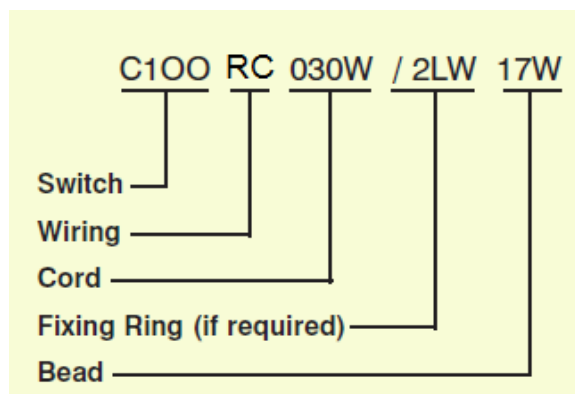 C1OO RC 030W / 2LW 17W
Switch
Wiring
Cord
Fixing Ring (if required)
Bead